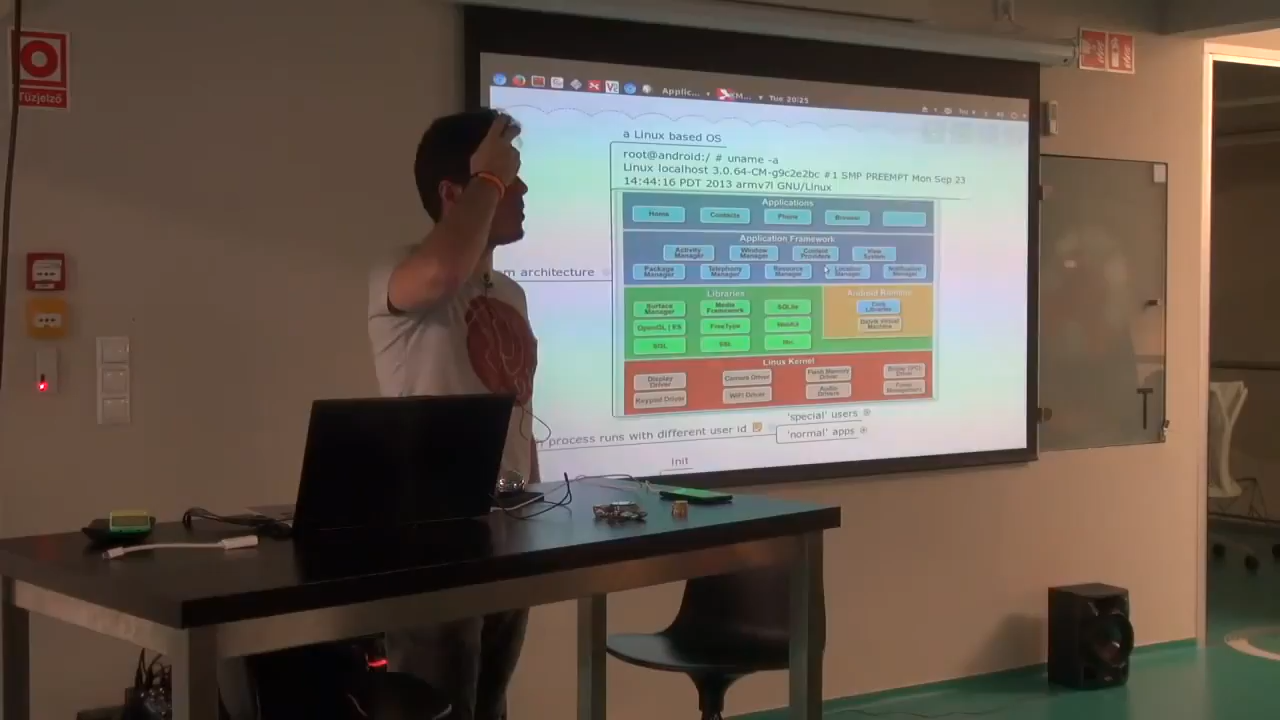 Tűzjelző
Applic...
Tue 20:25
a Linux based OS
root@android:/ # uname -a
Linux localhost 3.0.64-CM-g9c2e2bc #1 SMP PREEMPT Mon Sep 23
14:44:16 PDT 2013 armv7l GNU/Linux
Applications
Home
Contacts
Phone
Browser
Application Framework
Activity Manager
Window Manager
Content Providers
View System
Package Manager
Telephony Manager
Resource Manager
Location Manager
Notification Manager
m architecture
Libraries
Android Runtime
Surface Manager
Media Framework
SQLite
Core Libraries
OpenGL | ES
FreeType
WebKit
Dalvik Virtual Machine
SGL
SSL
libc
Linux Kernel
Display Driver
Camera Driver
Flash Memory Driver
Keypad Driver
WiFi Driver
Audio Drivers
Power Management
'special' users
process runs with different user id
'normal' apps
Init